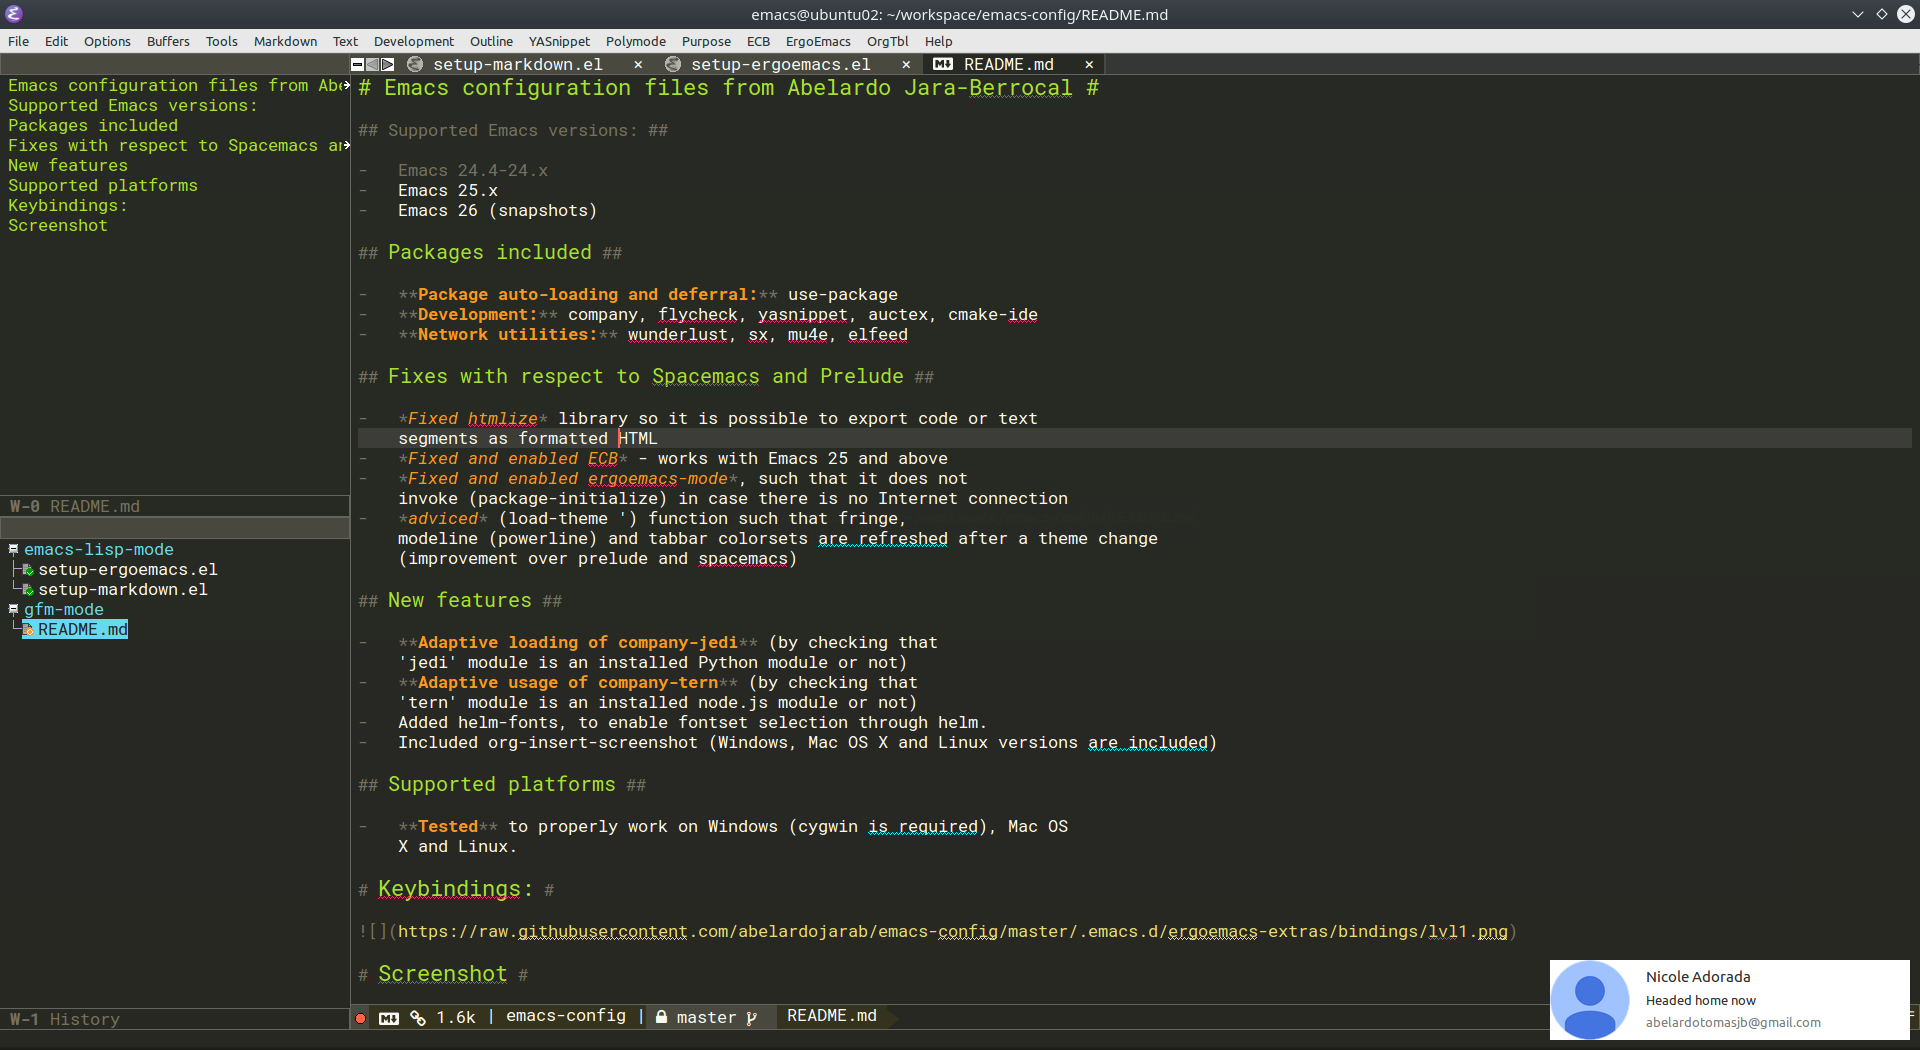 emacs@ubuntu02: ~/workspace/emacs-config/README.md
File Edit Options Buffers Tools Markdown Text Development Outline YASnippet Polymode Purpose ECB ErgoEmacs OrgTbl Help
setup-markdown.el × setup-ergoemacs.el × README.md ×
Emacs configuration files from Abe
Supported Emacs versions:
Packages included
Fixes with respect to Spacemacs an
New features
Supported platforms
Keybindings:
Screenshot
W-0 README.md
emacs-lisp-mode
setup-ergoemacs.el
setup-markdown.el
gfm-mode
README.md
W-1 History
# Emacs configuration files from Abelardo Jara-Berrocal #
## Supported Emacs versions: ##
- Emacs 24.4-24.x
- Emacs 25.x
- Emacs 26 (snapshots)
## Packages included ##
- **Package auto-loading and deferral:** use-package
- **Development:** company, flycheck, yasnippet, auctex, cmake-ide
- **Network utilities:** wunderlust, sx, mu4e, elfeed
## Fixes with respect to Spacemacs and Prelude ##
- *Fixed htmlize* library so it is possible to export code or text
segments as formatted HTML
- *Fixed and enabled ECB* - works with Emacs 25 and above
- *Fixed and enabled ergoemacs-mode*, such that it does not
invoke (package-initialize) in case there is no Internet connection
- *adviced* (load-theme ') function such that fringe,
modeline (powerline) and tabbar colorsets are refreshed after a theme change
(improvement over prelude and spacemacs)
## New features ##
- **Adaptive loading of company-jedi** (by checking that
'jedi' module is an installed Python module or not)
- **Adaptive usage of company-tern** (by checking that
'tern' module is an installed node.js module or not)
- Added helm-fonts, to enable fontset selection through helm.
- Included org-insert-screenshot (Windows, Mac OS X and Linux versions are included)
## Supported platforms ##
- **Tested** to properly work on Windows (cygwin is required), Mac OS
X and Linux.
# Keybindings: #
![](https://raw.githubusercontent.com/abelardojarab/emacs-config/master/.emacs.d/ergoemacs-extras/bindings/lvl1.png)
# Screenshot #
1.6k | emacs-config | master README.md
Nicole Adorada
Headed home now
abelardotomasjb@gmail.com